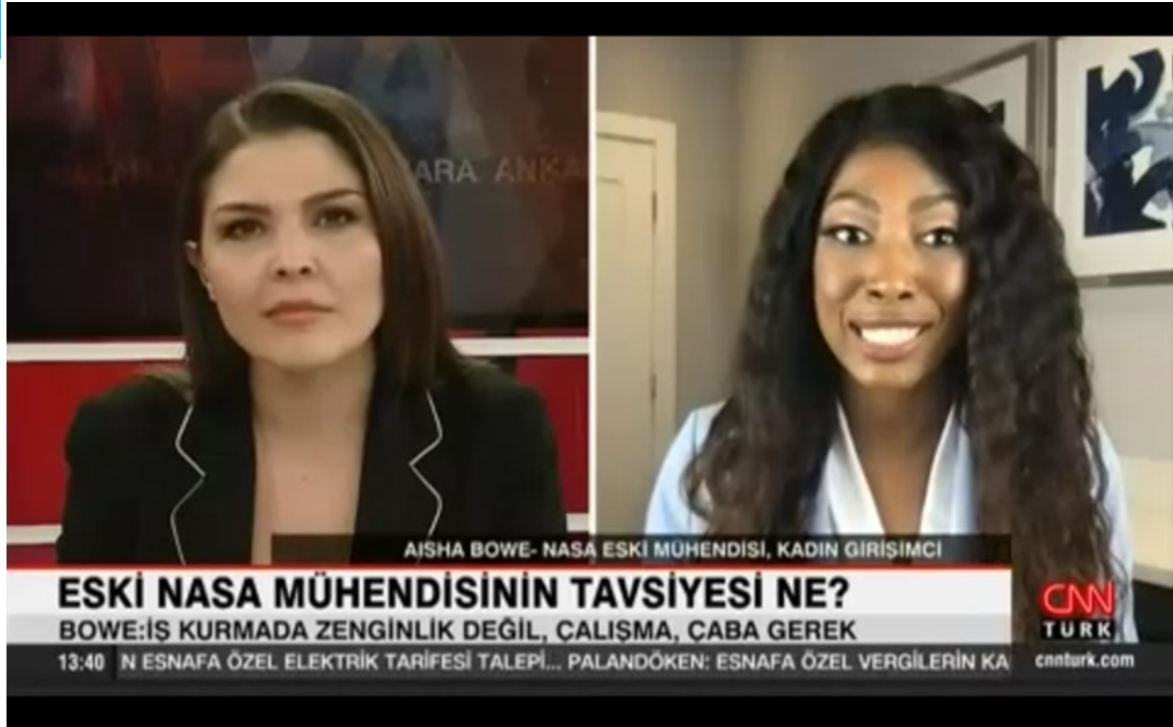 ARA ANKA
AISHA BOWE- NASA ESKİ MÜHENDİSİ, KADIN GİRİŞİMCİ
ESKİ NASA MÜHENDİSİNİN TAVSİYESİ NE?
BOWE:İŞ KURMADA ZENGİNLİK DEĞİL, ÇALIŞMA, ÇABA GEREK
CNN
TURK
13:40 N ESNAFA ÖZEL ELEKTRİK TARİFESİ TALEPİ... PALANDÖKEN: ESNAFA ÖZEL VERGİLERİN KA
cnnturk.com